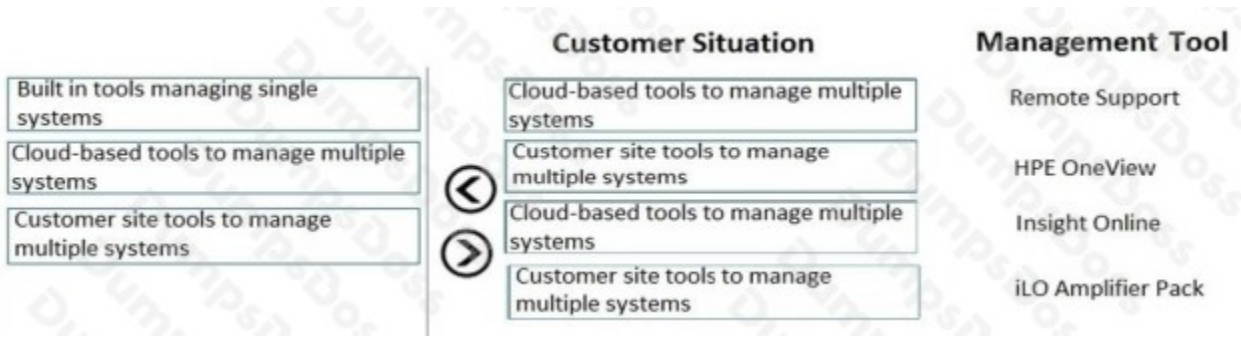 Customer Situation
Management Tool
Built in tools managing single
systems
Cloud-based tools to manage multiple
systems
Customer site tools to manage
multiple systems
Cloud-based tools to manage multiple
systems
Remote Support
Customer site tools to manage
multiple systems
HPE OneView
Cloud-based tools to manage multiple
systems
Insight Online
Customer site tools to manage
multiple systems
iLO Amplifier Pack
DumpsDoss